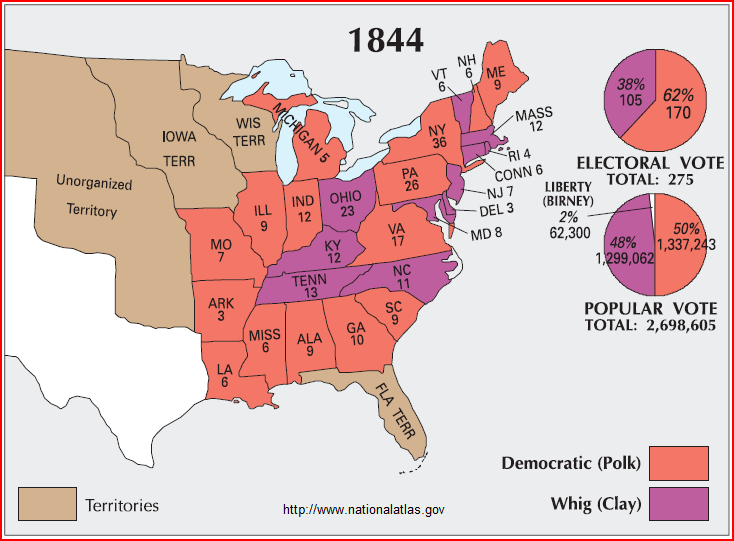 1844
VT
6
NH
6
ME
9
MASS
12
RI 4
CONN 6
NJ 7
DEL 3
MD 8
NY
36
PA
26
MICHIGAN 5
WIS
TERR
IOWA
TERR
Unorganized
Territory
OHIO
23
IND
12
ILL
9
MO
7
KY
12
VA
17
TENN
13
NC
11
ARK
3
SC
9
MISS
6
ALA
9
GA
10
LA
6
FLA TERR
38%
105
62%
170
ELECTORAL VOTE
TOTAL: 275
LIBERTY
(BIRNEY)
2%
62,300
50%
1,337,243
48%
1,299,062
POPULAR VOTE
TOTAL: 2,698,605
Democratic (Polk)
Whig (Clay)
Territories
http://www.nationalatlas.gov